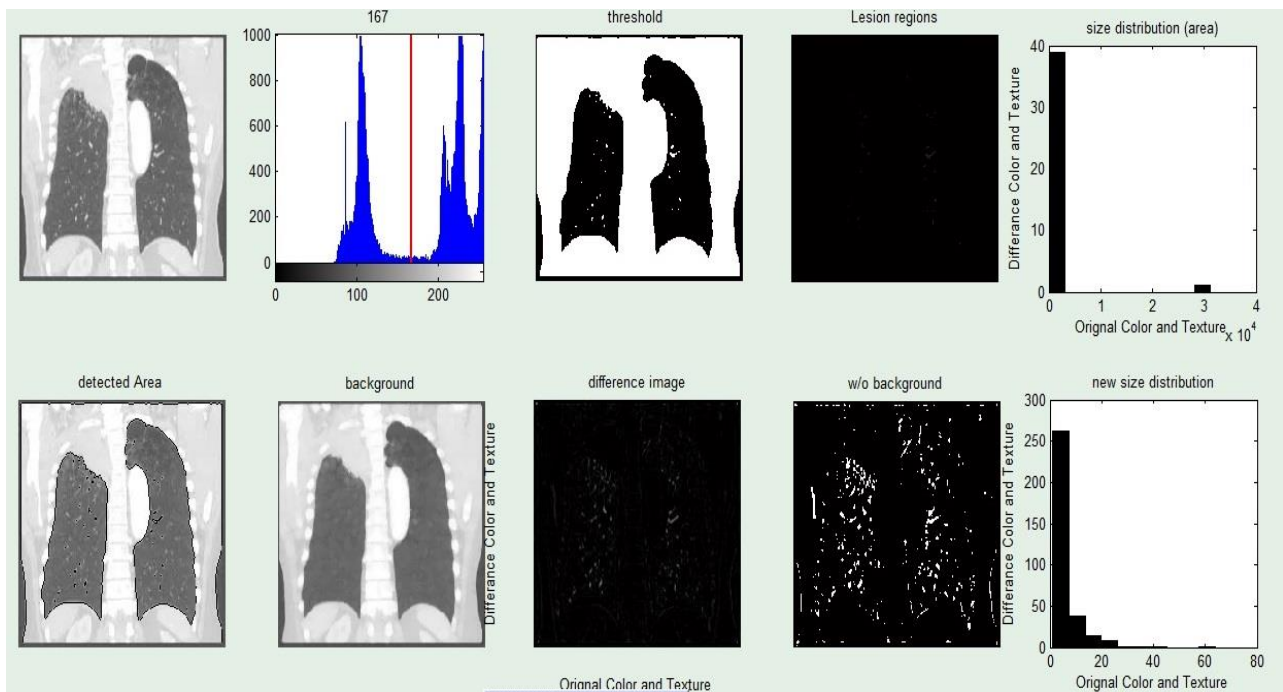 167
threshold
Lesion regions
size distribution (area)
1000
800
600
400
200
0
0 100 200
Differance Color and Texture
40
30
20
10
0
0 1 2 3 4
Orignal Color and Texture
x 10^4
detected Area
background
difference image
w/o background
new size distribution
Differance Color and Texture
Orignal Color and Texture
Differance Color and Texture
300
250
200
150
100
50
0
0 20 40 60 80
Orignal Color and Texture